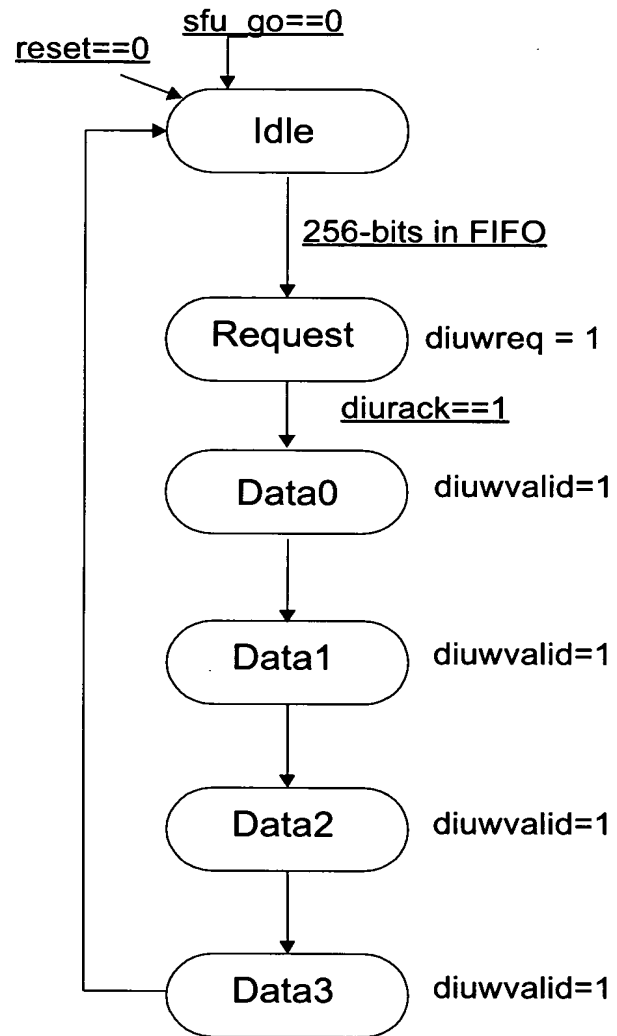 sfu_go==0
reset==0
Idle
256-bits in FIFO
Request
diuwreq = 1
diurack==1
Data0
diuwvalid=1
Data1
diuwvalid=1
Data2
diuwvalid=1
Data3
diuwvalid=1